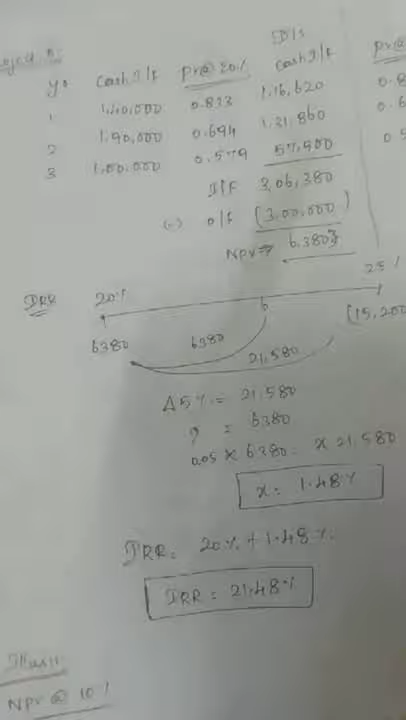 Yr Cash I/F Pv@20% Dis Cash I/F
1 1,40,000 0.833 1,16,620
2 1,90,000 0.694 1,31,860
3 1,00,000 0.579 57,900
I/F 3,06,380
(-) o/F (3,00,000)
NPV⇒ 6,380
IRR 20% 25%
6380 6380 (15,200
21,580
Δ5% = 21,580
? = 6380
0.05 × 6380 = x 21,580
x = 1.48%
IRR = 20% + 1.48%
IRR = 21.48%
NPV @ 10%